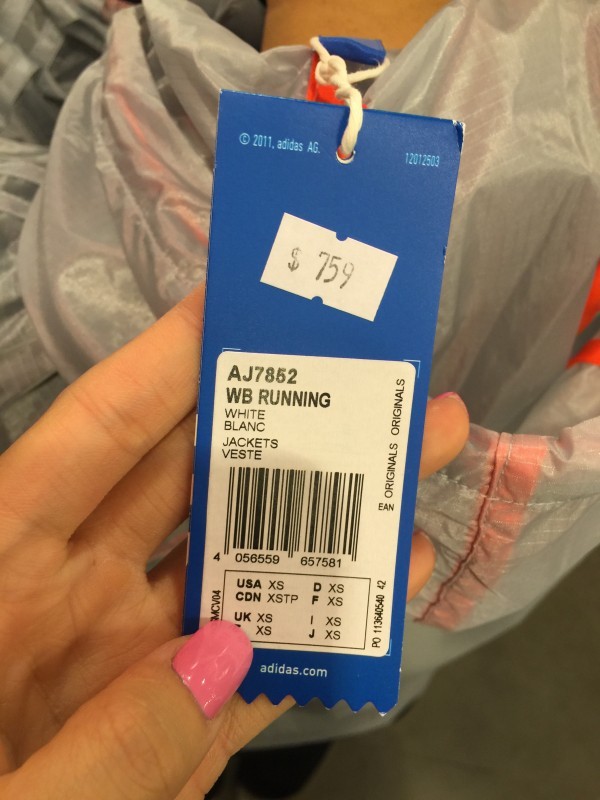 © 2011, adidas AG.
12012503
$ 759
AJ7852
WB RUNNING
WHITE
BLANC
JACKETS
VESTE
EAN ORIGINALS ORIGINALS
4 056559 657581
USA XS D XS
CDN XSTP F XS
UK XS I XS
XS J XS
PO 113640540 42
adidas.com